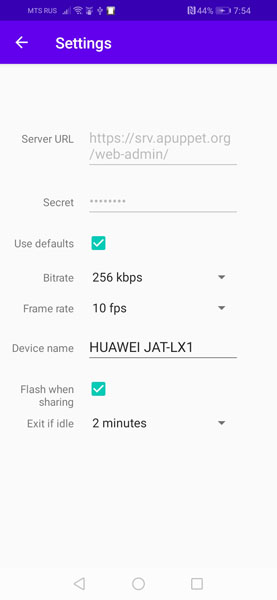 MTS RUS 44% 7:54
Settings
Server URL https://srv.apuppet.org
/web-admin/
Secret ••••••••
Use defaults
Bitrate 256 kbps
Frame rate 10 fps
Device name HUAWEI JAT-LX1
Flash when
sharing
Exit if idle 2 minutes